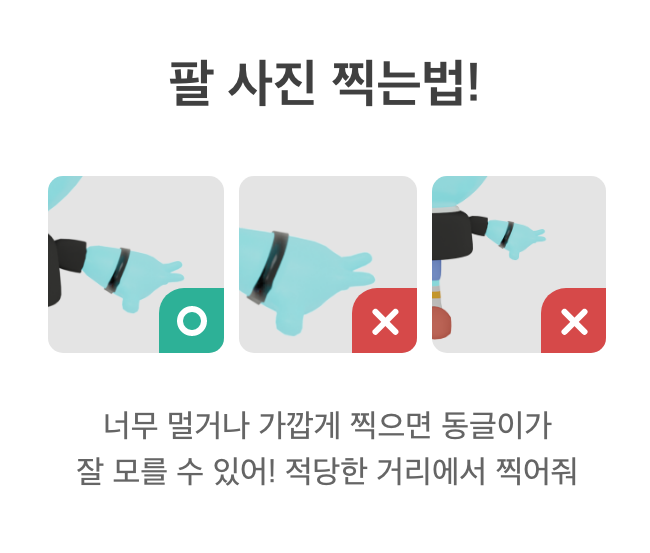 팔 사진 찍는법!
너무 멀거나 가깝게 찍으면 동글이가
잘 모를 수 있어! 적당한 거리에서 찍어줘